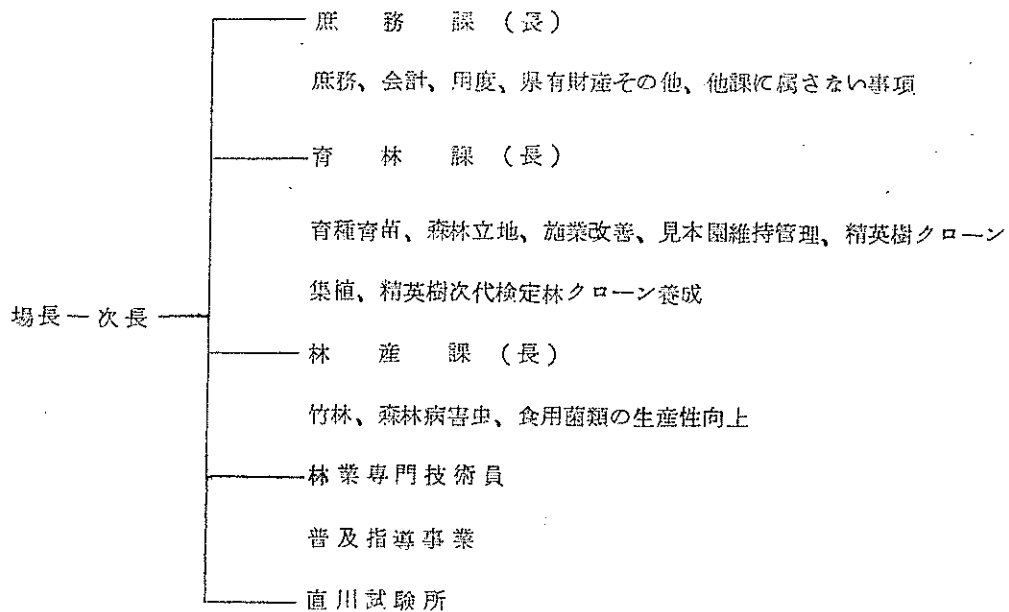 庶務課（長）
庶務、会計、用度、県有財産その他、他課に属さない事項
育林課（長）
育種育苗、森林立地、施業改善、見本園維持管理、精英樹クローン
集植、精英樹次代検定林クローン養成
場長ー次長
林産課（長）
竹林、森林病害虫、食用菌類の生産性向上
林業専門技術員
普及指導事業
直川試験所